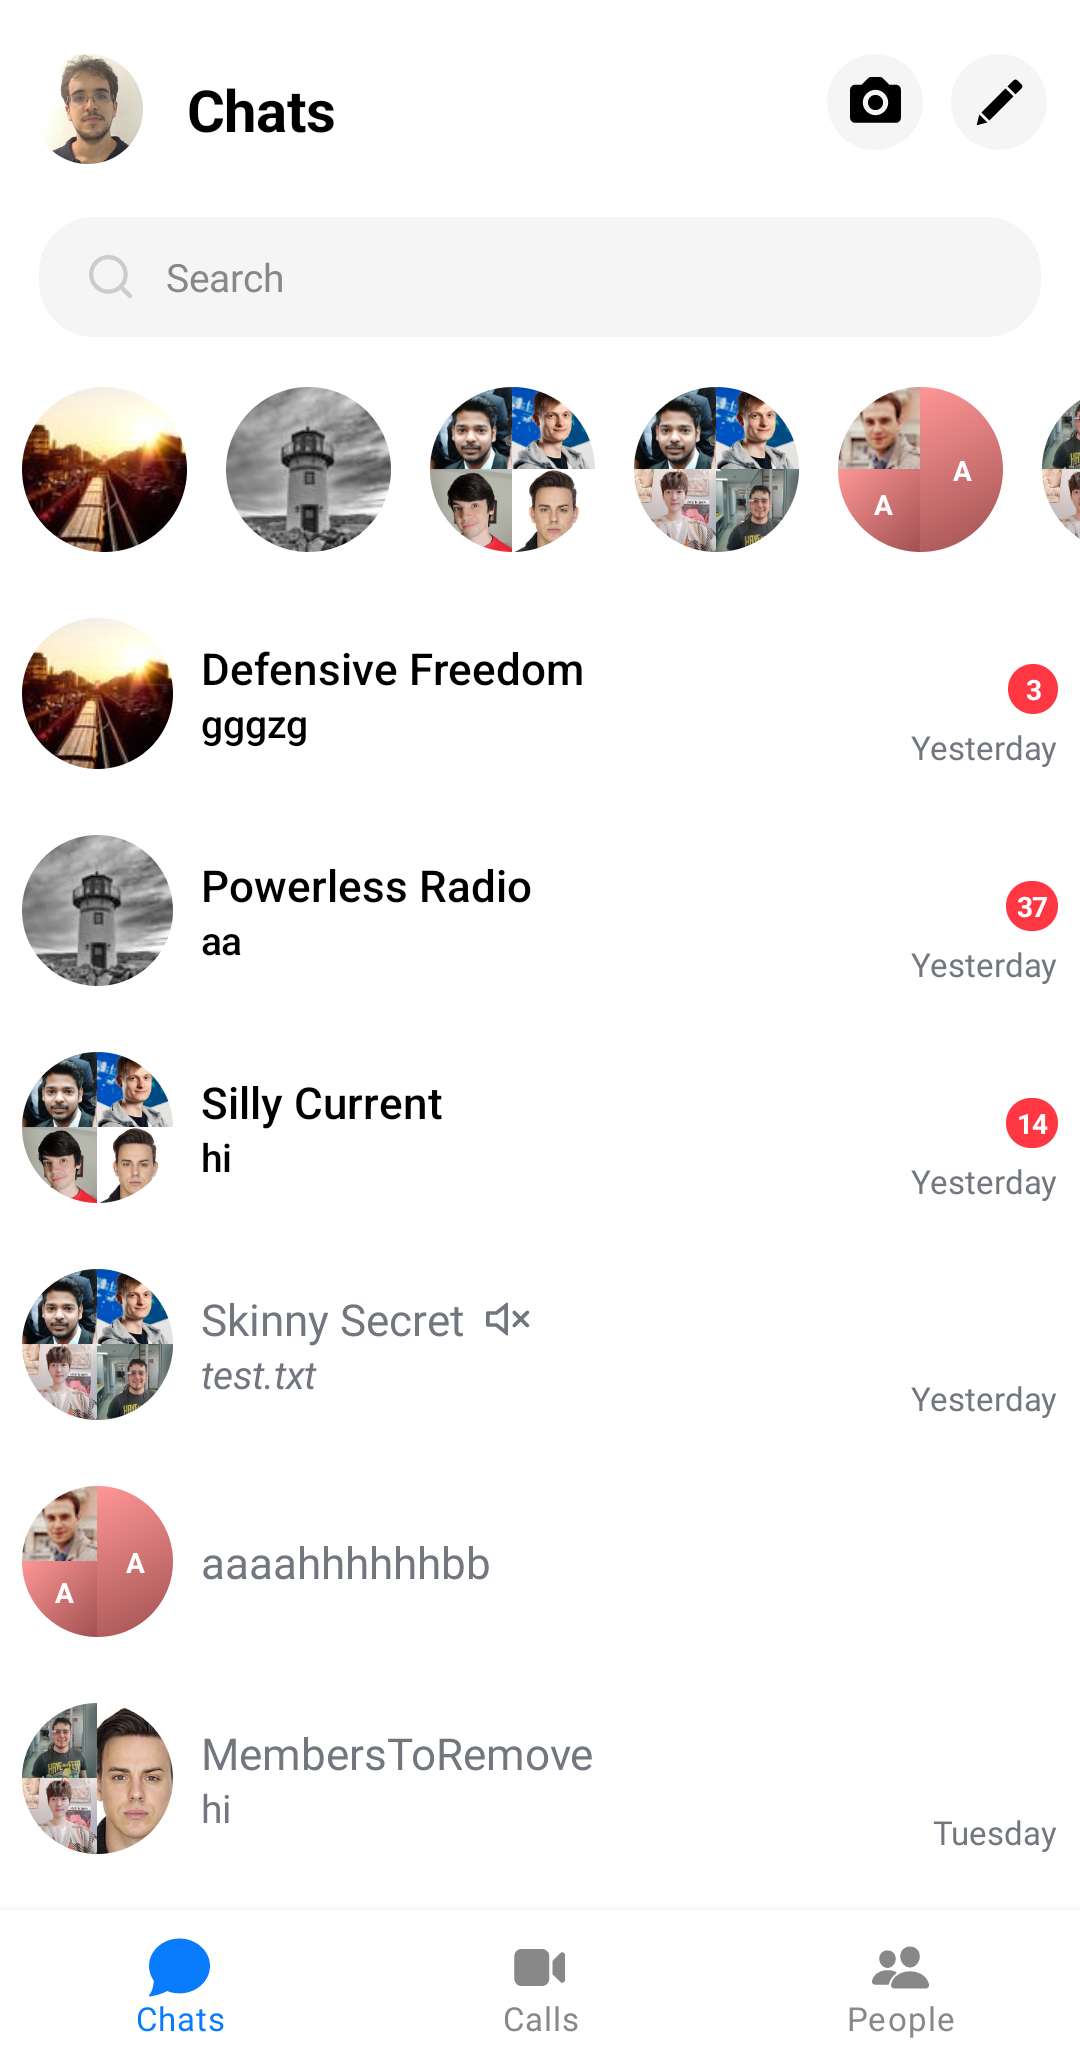 Chats
Search
A
A
Defensive Freedom
3
gggzg
Yesterday
Powerless Radio
37
aa
Yesterday
Silly Current
14
hi
Yesterday
Skinny Secret
test.txt
Yesterday
A
A
aaaahhhhhhbb
MembersToRemove
hi
Tuesday
Chats
Calls
People